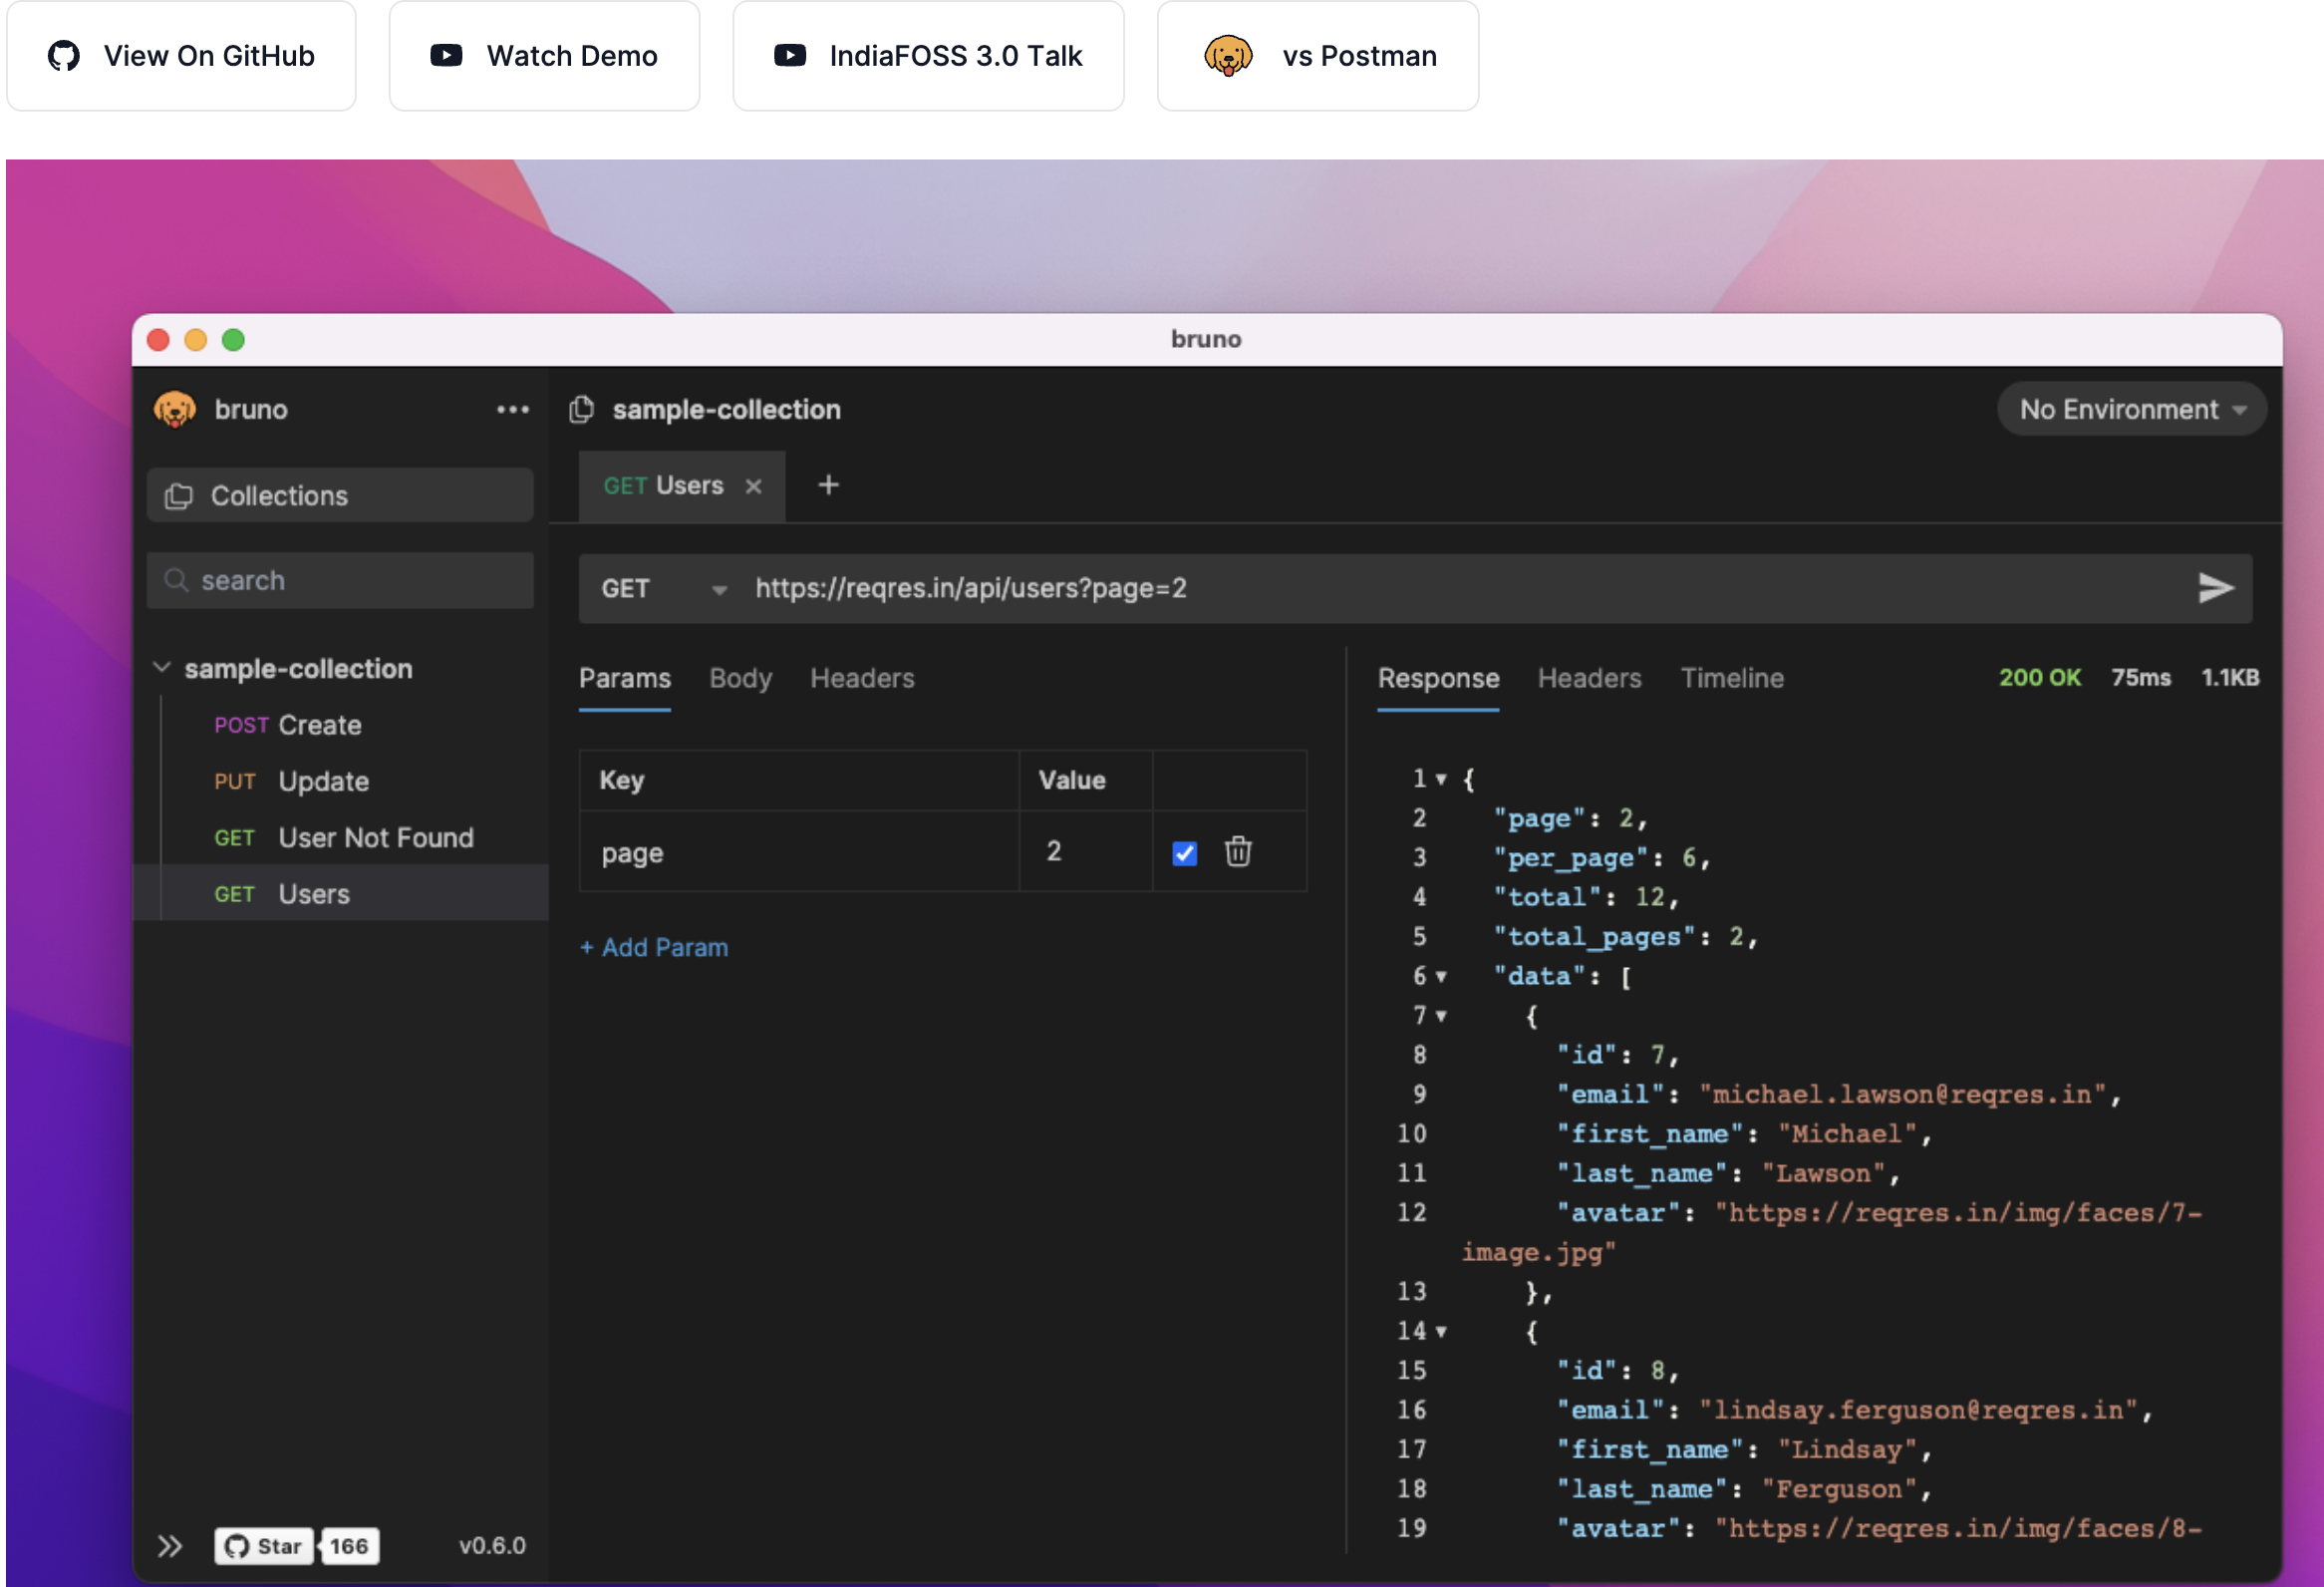 View On GitHub
Watch Demo
IndiaFOSS 3.0 Talk
vs Postman
bruno
bruno
sample-collection
No Environment
Collections
GET Users
search
GET
https://reqres.in/api/users?page=2
sample-collection
POST Create
PUT Update
GET User Not Found
GET Users
Params
Body
Headers
Key
Value
page
2
+ Add Param
Response
Headers
Timeline
200 OK
75ms
1.1KB
1 {
2 "page": 2,
3 "per_page": 6,
4 "total": 12,
5 "total_pages": 2,
6 "data": [
7 {
8 "id": 7,
9 "email": "michael.lawson@reqres.in",
10 "first_name": "Michael",
11 "last_name": "Lawson",
12 "avatar": "https://reqres.in/img/faces/7-
image.jpg"
13 },
14 {
15 "id": 8,
16 "email": "lindsay.ferguson@reqres.in",
17 "first_name": "Lindsay",
18 "last_name": "Ferguson",
19 "avatar": "https://reqres.in/img/faces/8-
Star
166
v0.6.0